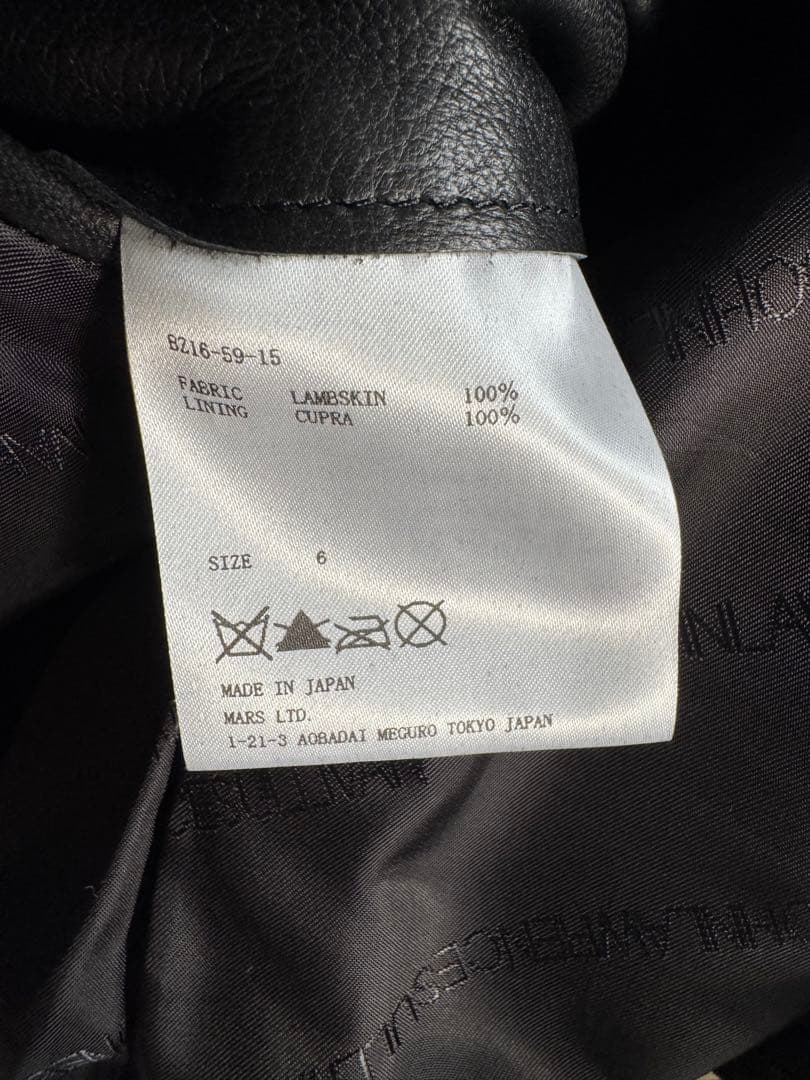 BZ16-59-15
FABRIC LAMBSKIN 100%
LINING CUPRA 100%
SIZE 6
MADE IN JAPAN
MARS LTD.
1-21-3 AOBADAI MEGURO TOKYO JAPAN